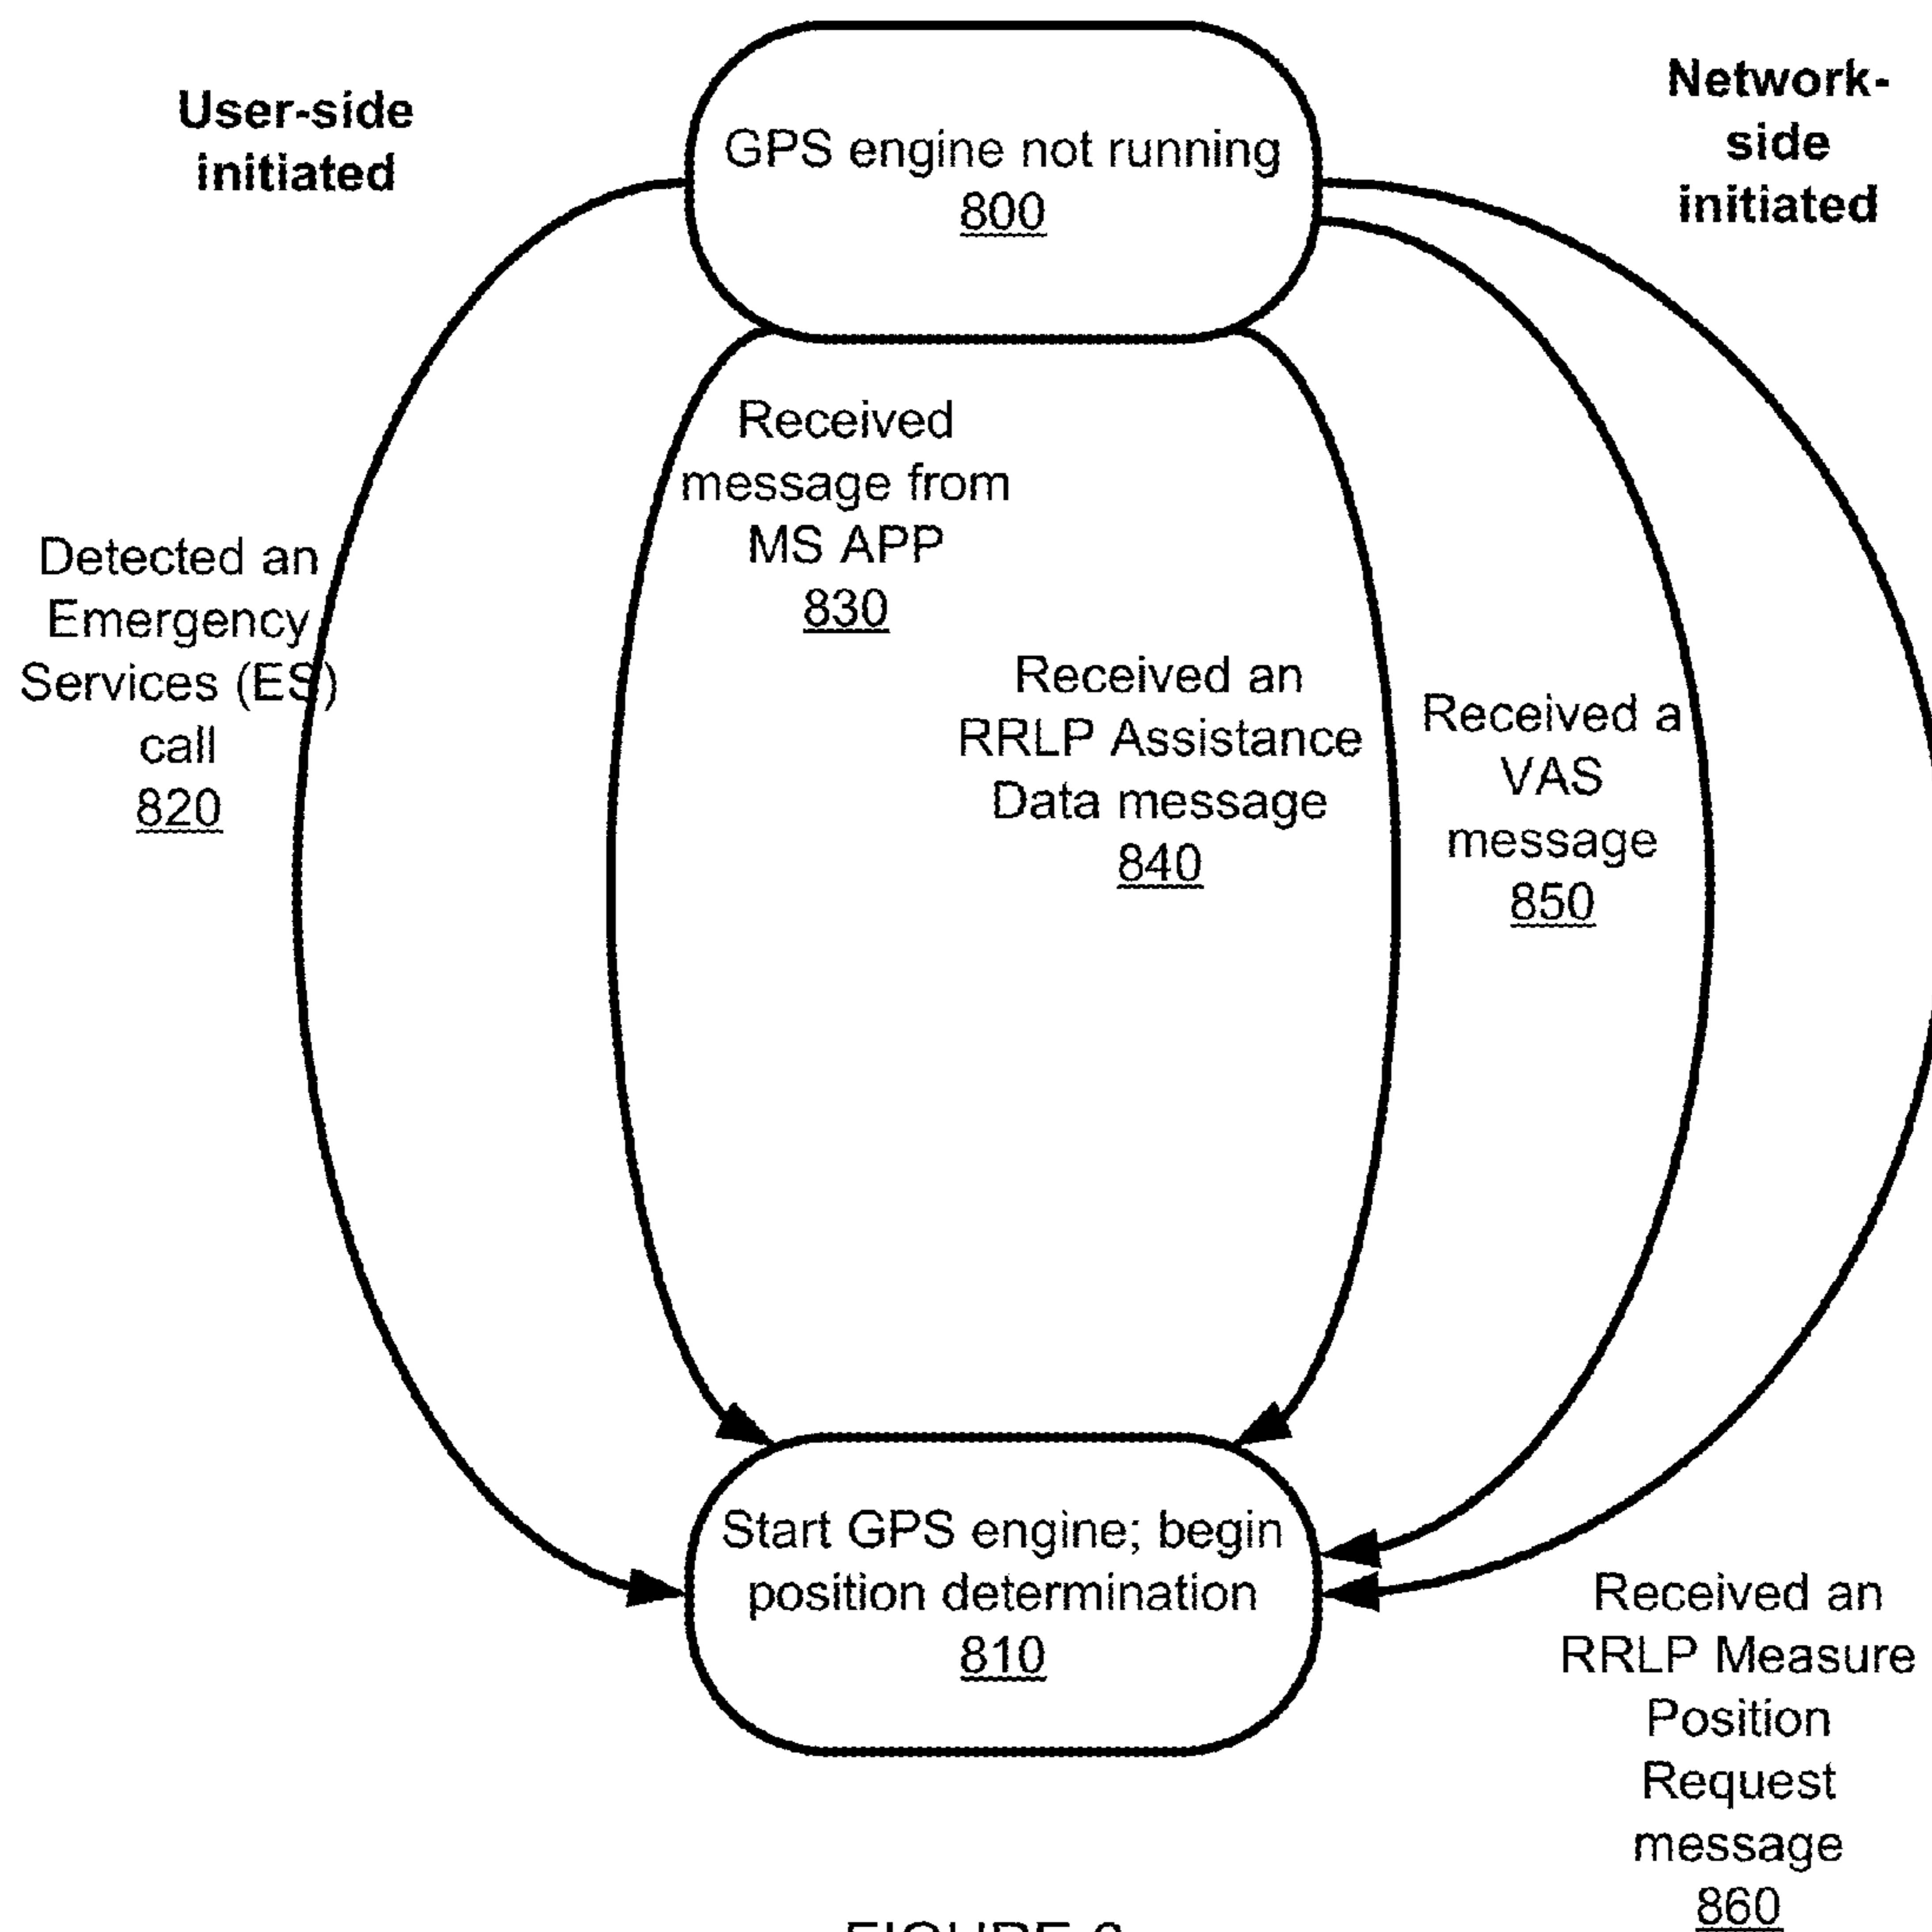 User-side
initiated
GPS engine not running
800
Network-
side
initiated
Received
message from
MS APP
830
Detected an
Emergency
Services (ES)
call
820
Received an
RRLP Assistance
Data message
840
Received a
VAS
message
850
Start GPS engine; begin
position determination
810
Received an
RRLP Measure
Position
Request
message
860
FIGURE